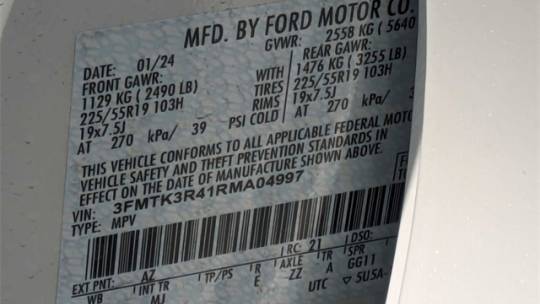 MFD. BY FORD MOTOR CO.
DATE: 01/24 GVWR: 2558 KG ( 5640
FRONT GAWR: REAR GAWR:
1129 KG ( 2490 LB) WITH 1476 KG ( 3255 LB)
225/55R19 103H TIRES 225/55R19 103H
19x7.5J RIMS 19x7.5J
AT 270 kPa/ 39 PSI COLD AT 270 kPa/
THIS VEHICLE CONFORMS TO ALL APPLICABLE FEDERAL MOTO
VEHICLE SAFETY AND THEFT PREVENTION STANDARDS IN
EFFECT ON THE DATE OF MANUFACTURE SHOWN ABOVE.
VIN: 3FMTK3R41RMA04997
TYPE: MPV
EXT PNT: AZ RC: 21 DSO:
WB INT TR TP/PS R AXLE TR SPR
MJ E ZZ A GG11
UTC